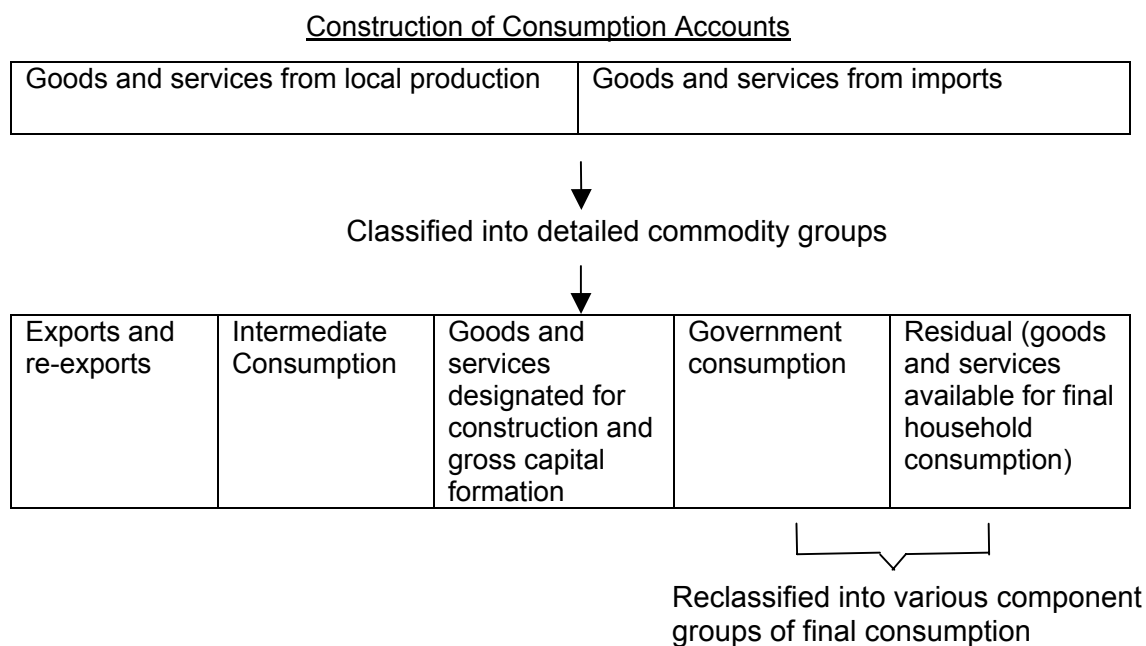 Construction of Consumption Accounts
Goods and services from local production
Goods and services from imports
Classified into detailed commodity groups
Exports and
re-exports
Intermediate
Consumption
Goods and
services
designated for
construction and
gross capital
formation
Government
consumption
Residual (goods
and services
available for final
household
consumption)
Reclassified into various component
groups of final consumption